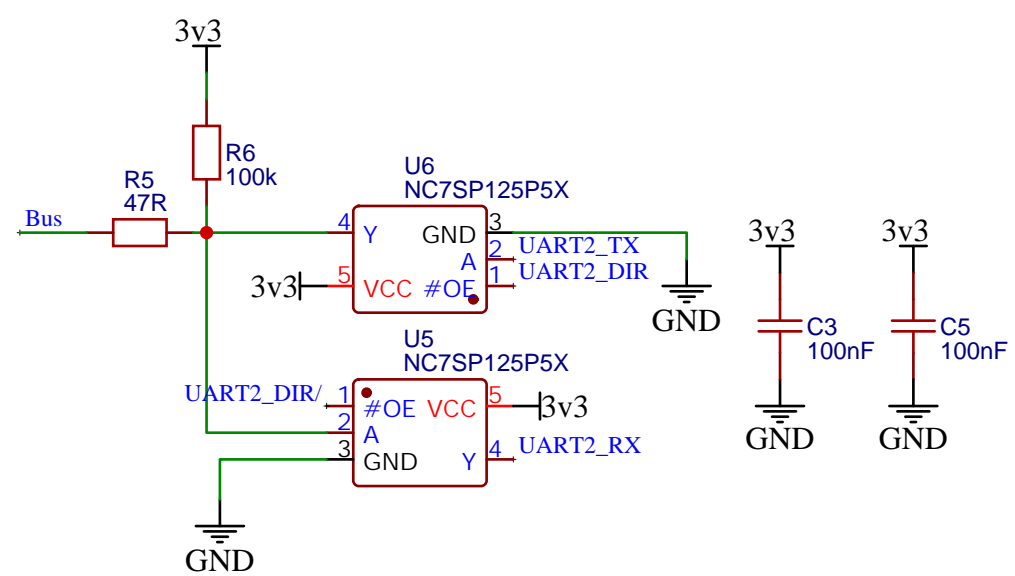 3v3
R6
100k
R5
47R
Bus
U6
NC7SP125P5X
4
Y
GND
3
A
2
UART2_TX
3v3
5
VCC
#OE
1
UART2_DIR
GND
U5
NC7SP125P5X
UART2_DIR/
1
#OE
VCC
5
3v3
2
A
3
GND
Y
4
UART2_RX
GND
3v3
C3
100nF
GND
3v3
C5
100nF
GND